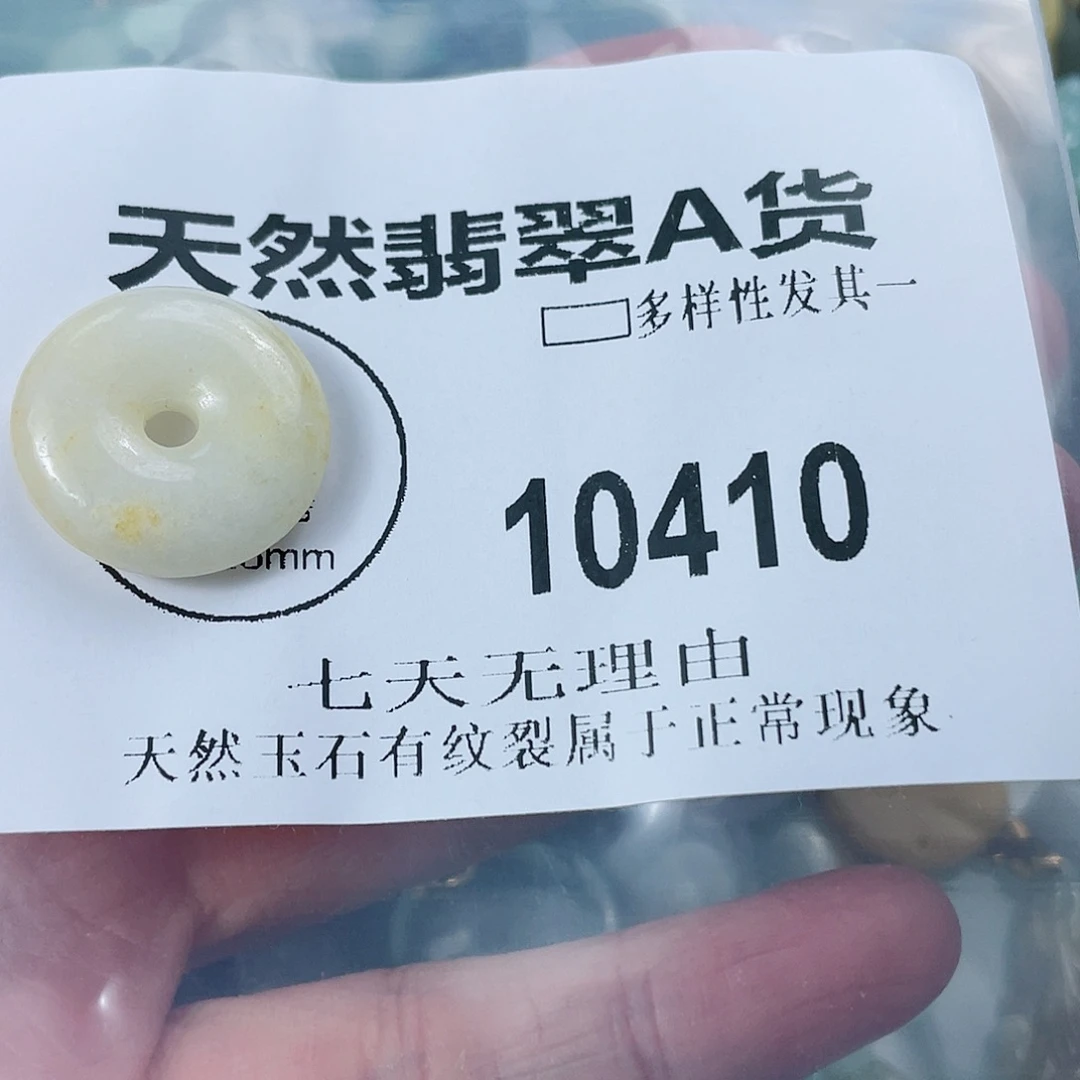 天然翡翠A货
多样性发其一
10410
mm
七天无理由
天然玉石有纹裂属于正常现象